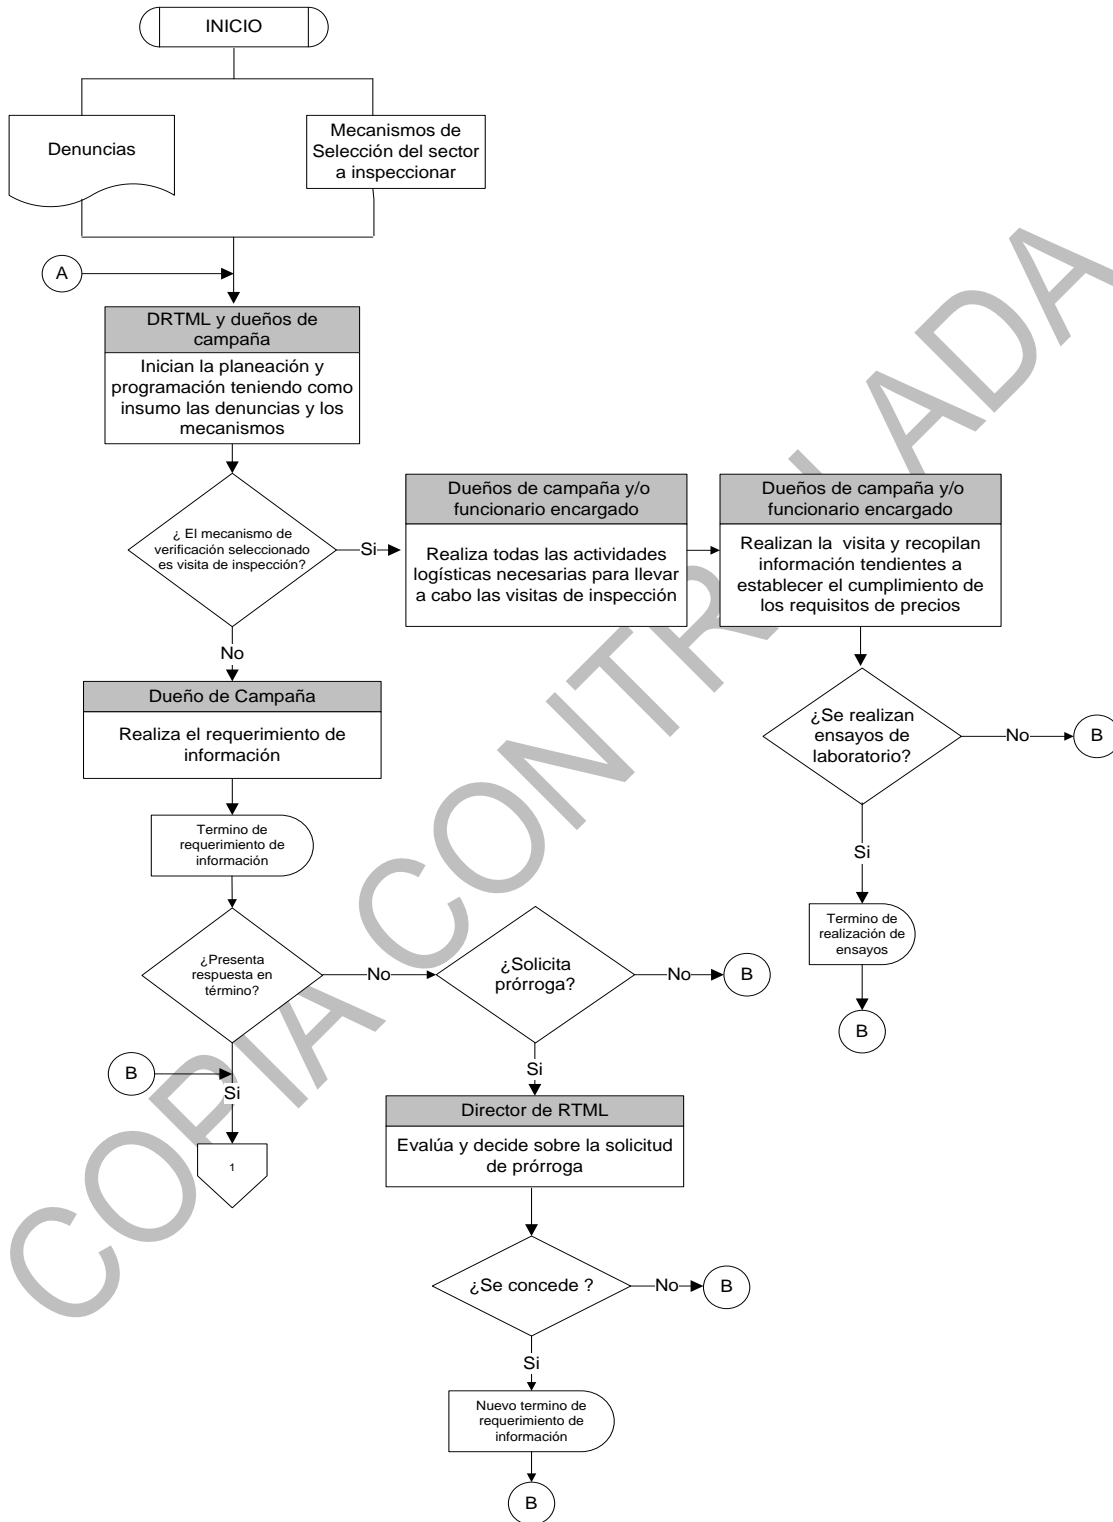 INICIO
Denuncias
Mecanismos de
Selección del sector
a inspeccionar
A
DRTML y dueños de
campaña
Inician la planeación y
programación teniendo como
insumo las denuncias y los
mecanismos
¿ El mecanismo de
verificación seleccionado
es visita de inspección?
Si
Dueños de campaña y/o
funcionario encargado
Realiza todas las actividades
logísticas necesarias para llevar
a cabo las visitas de inspección
Dueños de campaña y/o
funcionario encargado
Realizan la visita y recopilan
información tendientes a
establecer el cumplimiento de
los requisitos de precios
No
Dueño de Campaña
Realiza el requerimiento de
información
¿Se realizan
ensayos de
laboratorio?
No
B
Si
Termino de
realización de
ensayos
B
Termino de
requerimiento de
información
¿Presenta
respuesta en
término?
No
¿Solicita
prórroga?
No
B
B
Si
1
Si
Director de RTML
Evalúa y decide sobre la solicitud
de prórroga
¿Se concede ?
No
B
Si
Nuevo termino de
requerimiento de
información
B
COPIA CONTROLADA